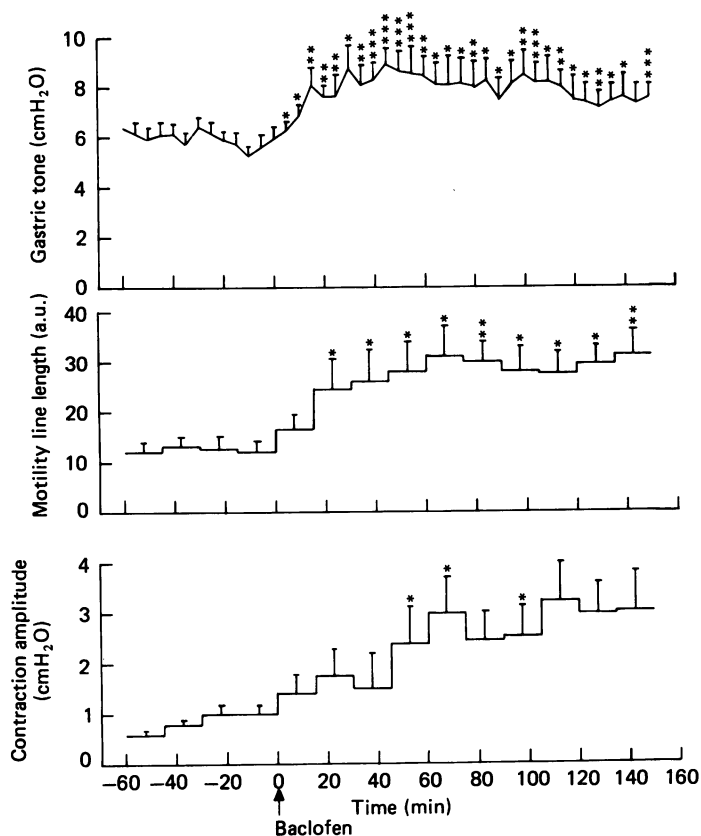 Gastric tone (cmH₂O)
10
8
6
4
2
0
* * ** ** ** * ** *** **** *** **** ** * * * ** * * * *** *** * ** * * ** * * * ***
Motility line length (a.u.)
40
30
20
10
0
* * * * ** * * * **
Contraction amplitude
(cmH₂O)
4
3
2
1
0
* * *
−60 −40 −20 0 20 40 60 80 100 120 140 160
Time (min)
Baclofen